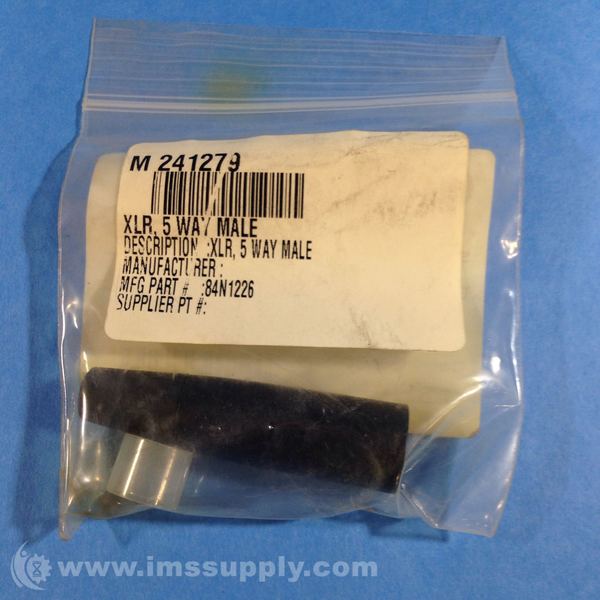 M 241279
XLR, 5 WAY MALE
DESCRIPTION :XLR, 5 WAY MALE
MANUFACTURER :
MFG PART # :84N1226
SUPPLIER PT #:
www.imssupply.com